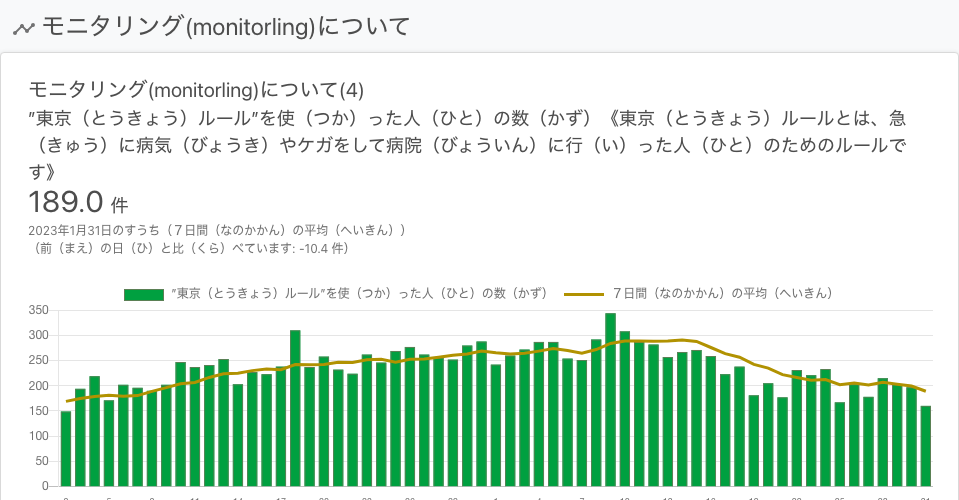 モニタリング(monitorling)について
モニタリング(monitorling)について(4)
”東京（とうきょう）ルール”を使（つか）った人（ひと）の数（かず）《東京（とうきょう）ルールとは、急
（きゅう）に病気（びょうき）やケガをして病院（びょういん）に行（い）った人（ひと）のためのルールで
す》
189.0 件
2023年1月31日のすうち（７日間（なのかかん）の平均（へいきん））
（前（まえ）の日（ひ）と比（くら）べています: -10.4 件）
”東京（とうきょう）ルール”を使（つか）った人（ひと）の数（かず） ７日間（なのかかん）の平均（へいきん）
350
300
250
200
150
100
50
0